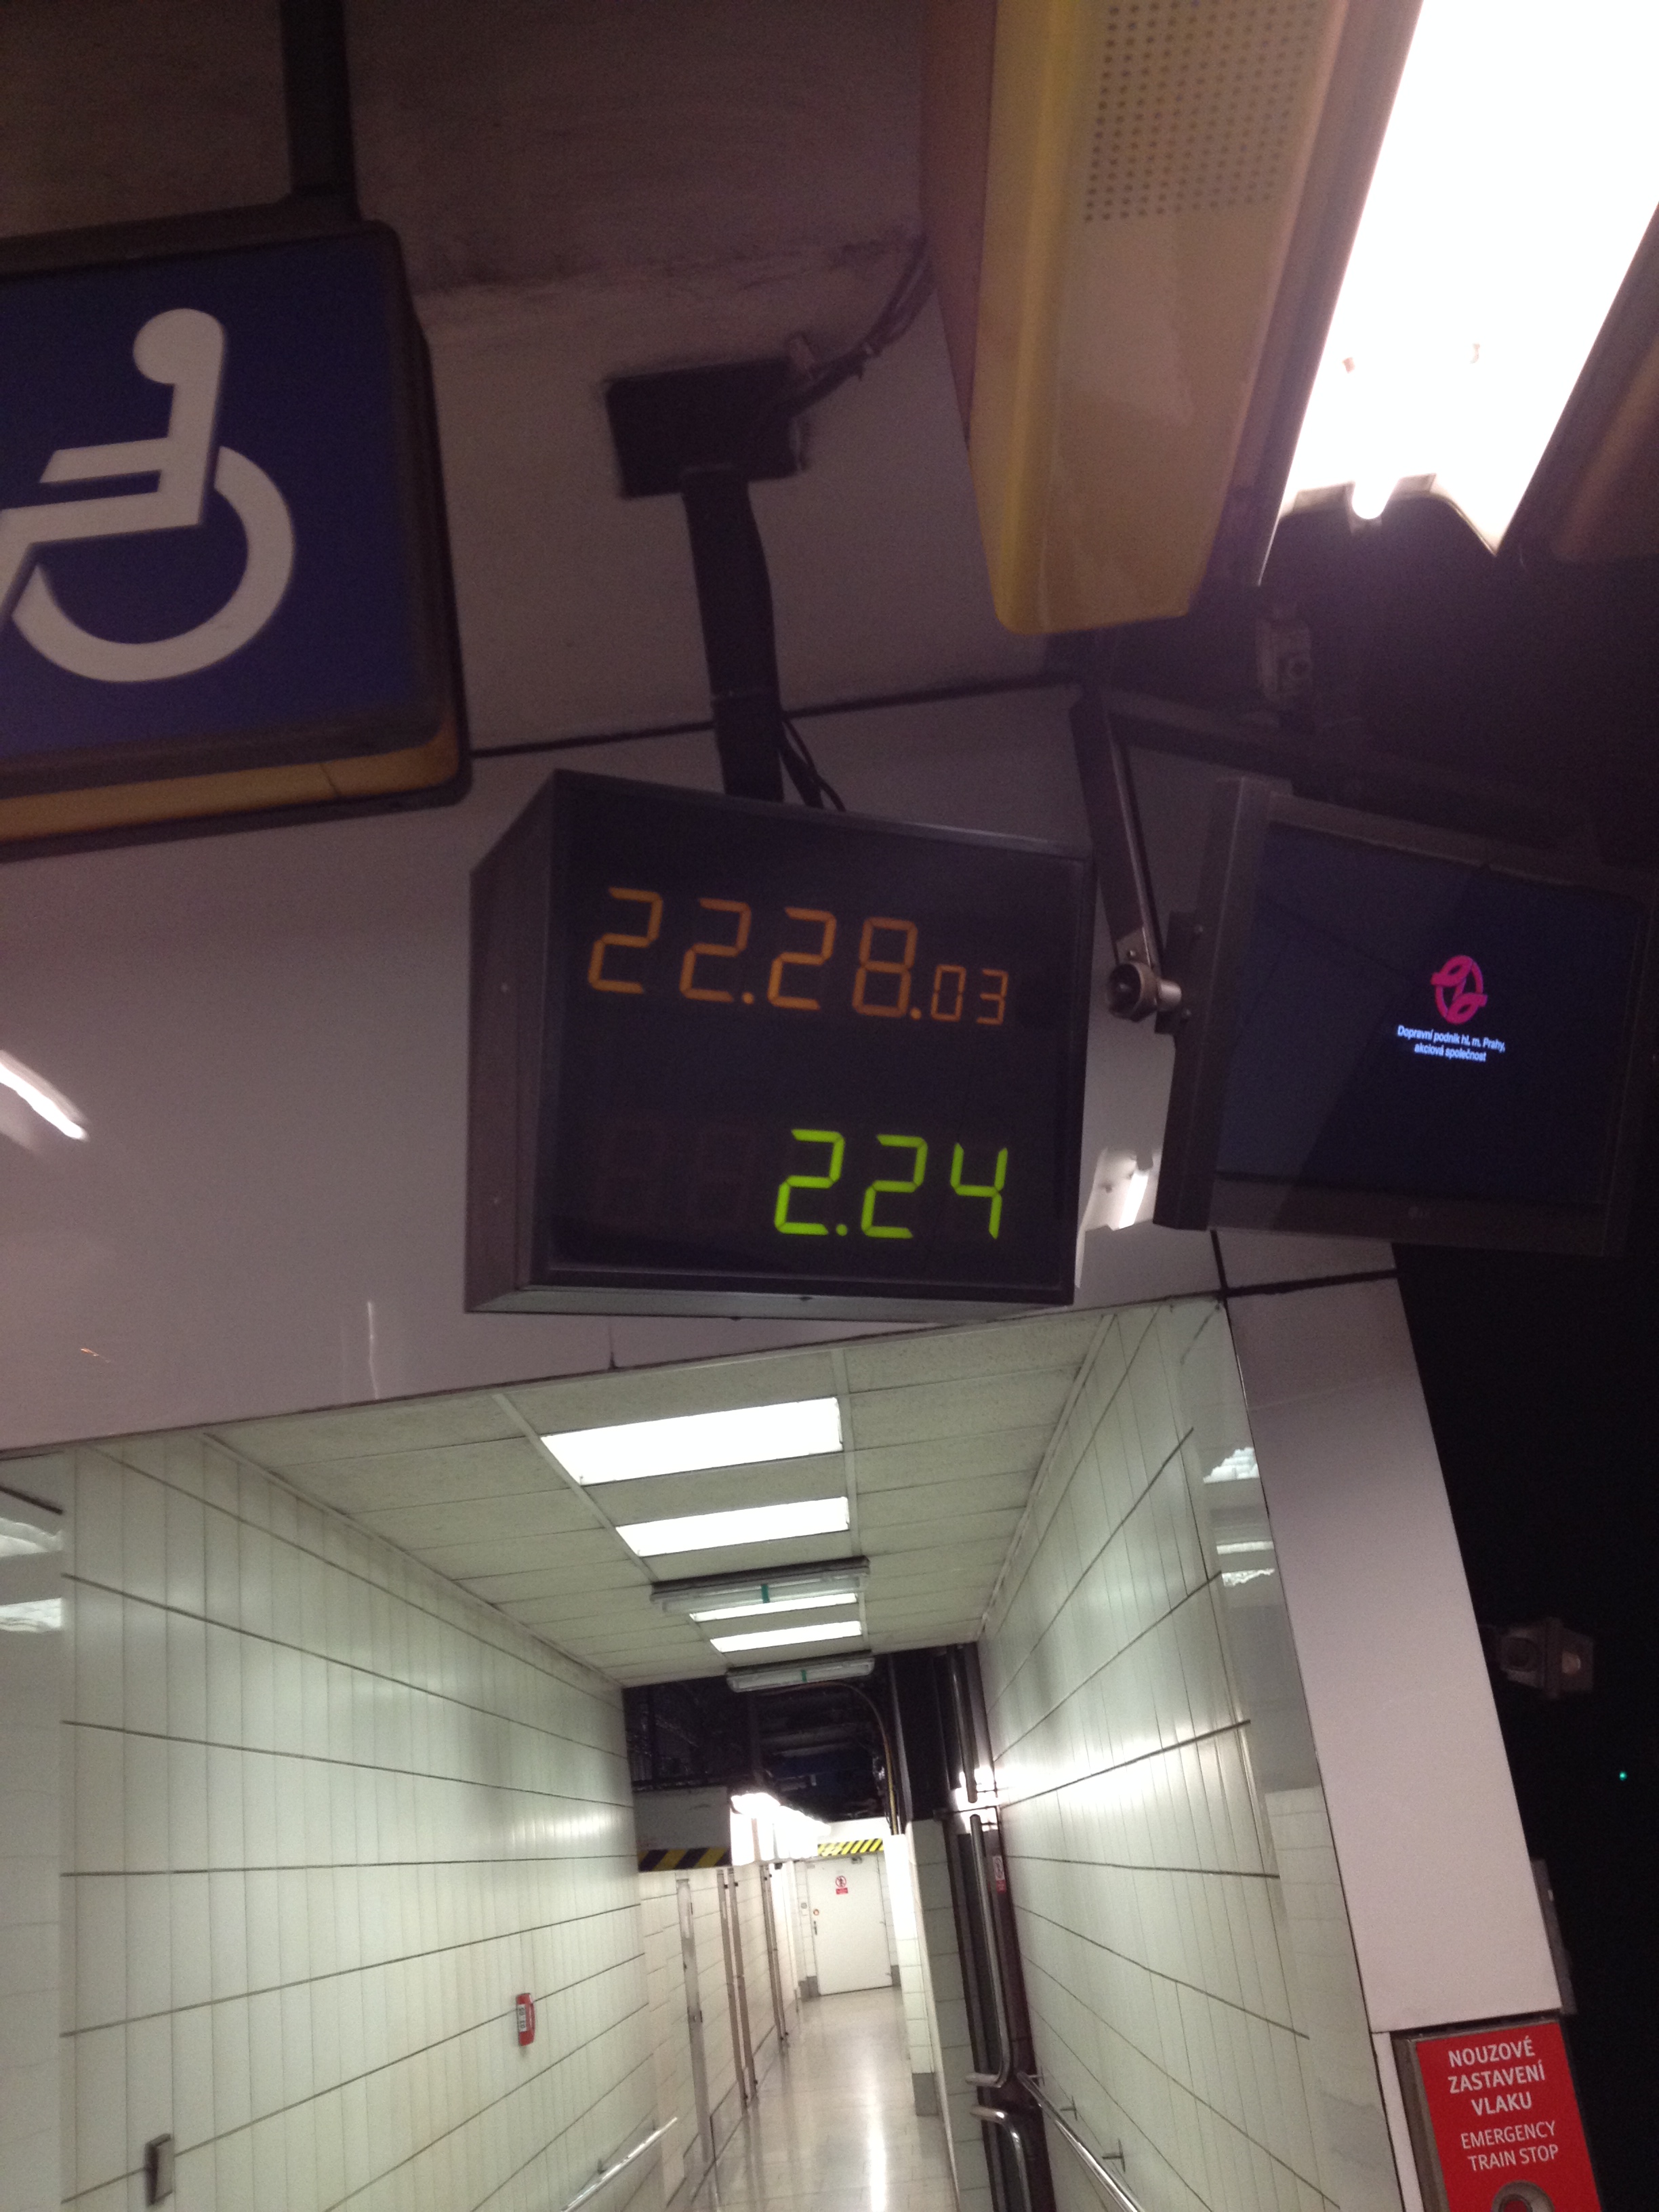 22.28.03
2.24
Dopravní podnik hl. m. Prahy,
akciová společnost
NOUZOVÉ
ZASTAVENÍ
VLAKU
EMERGENCY
TRAIN STOP